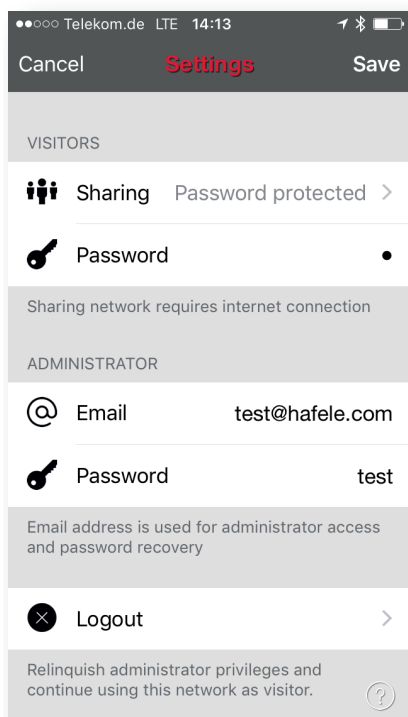 Telekom.de LTE 14:13
Cancel Settings Save
VISITORS
Sharing Password protected >
Password ●
Sharing network requires internet connection
ADMINISTRATOR
@ Email test@hafele.com
Password test
Email address is used for administrator access
and password recovery
Logout >
Relinquish administrator privileges and
continue using this network as visitor.
?